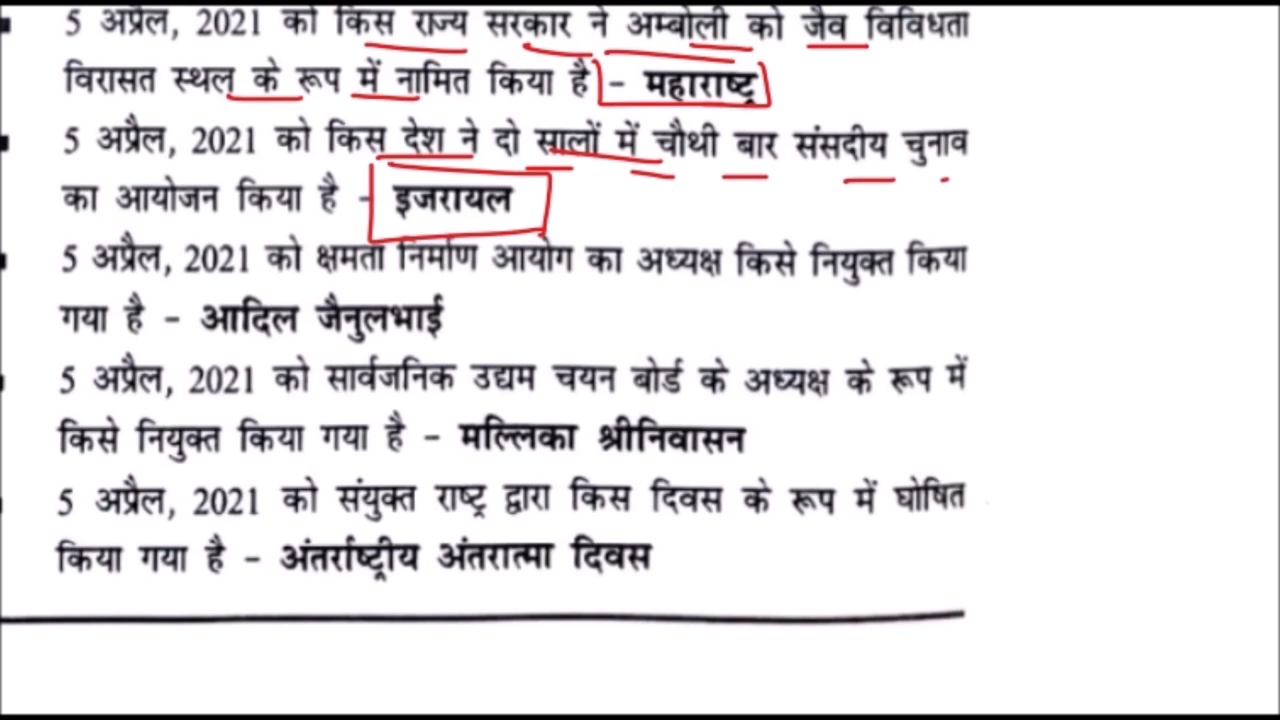 5 अप्रैल, 2021 को किस राज्य सरकार ने अम्बोली को जैव विविधता
विरासत स्थल के रूप में नामित किया है - महाराष्ट्र
5 अप्रैल, 2021 को किस देश ने दो सालों में चौथी बार संसदीय चुनाव
का आयोजन किया है - इजरायल
5 अप्रैल, 2021 को क्षमता निर्माण आयोग का अध्यक्ष किसे नियुक्त किया
गया है - आदिल जैनुलभाई
5 अप्रैल, 2021 को सार्वजनिक उद्यम चयन बोर्ड के अध्यक्ष के रूप में
किसे नियुक्त किया गया है - मल्लिका श्रीनिवासन
5 अप्रैल, 2021 को संयुक्त राष्ट्र द्वारा किस दिवस के रूप में घोषित
किया गया है - अंतर्राष्ट्रीय अंतरात्मा दिवस